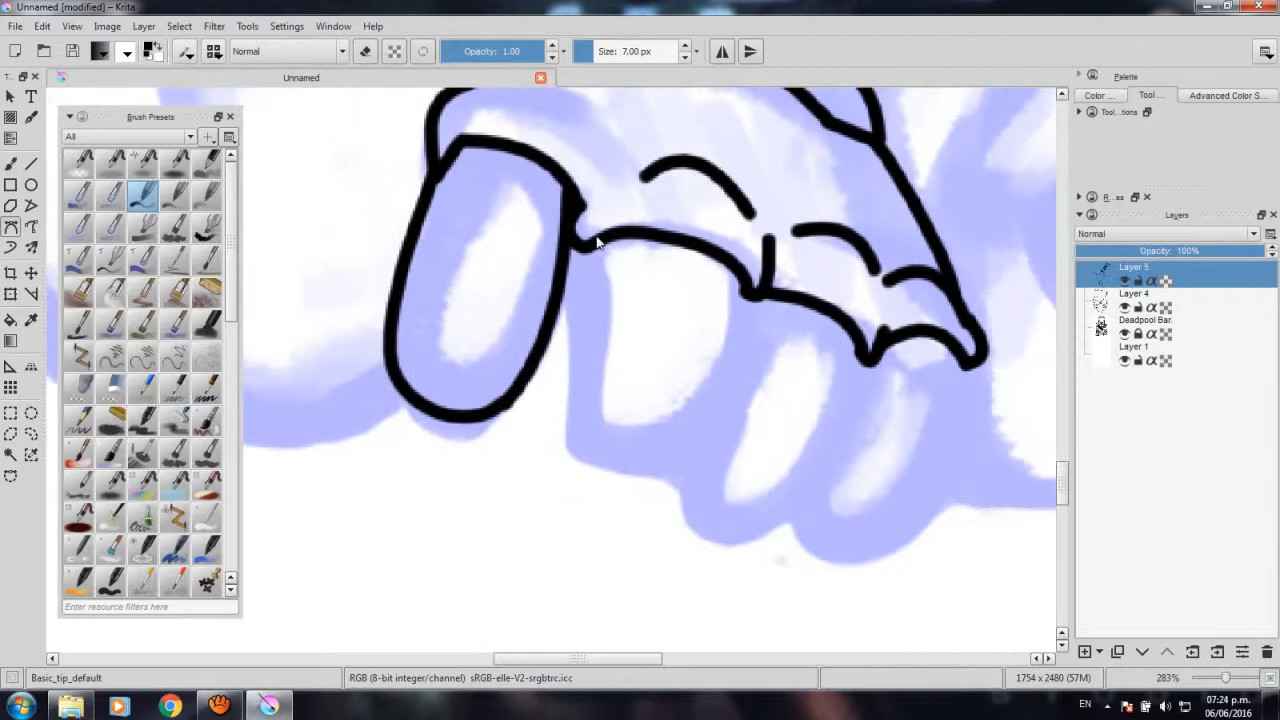 Unnamed [modified] – Krita
File Edit View Image Layer Select Filter Tools Settings Window Help
Normal Opacity: 1.00 Size: 7.00 px
T... Unnamed
Palette
Color ... Tool ... Advanced Color S...
Brush Presets
Tool...tions
All
R...es
Layers
Normal
Opacity: 100%
Layer 5
Layer 4
Deadpool Bar.
Layer 1
Enter resource filters here
Basic_tip_default RGB (8-bit integer/channel) sRGB-elle-V2-srgbtrc.icc 1754 x 2480 (57M) 283%
EN 07:24 p.m.
06/06/2016